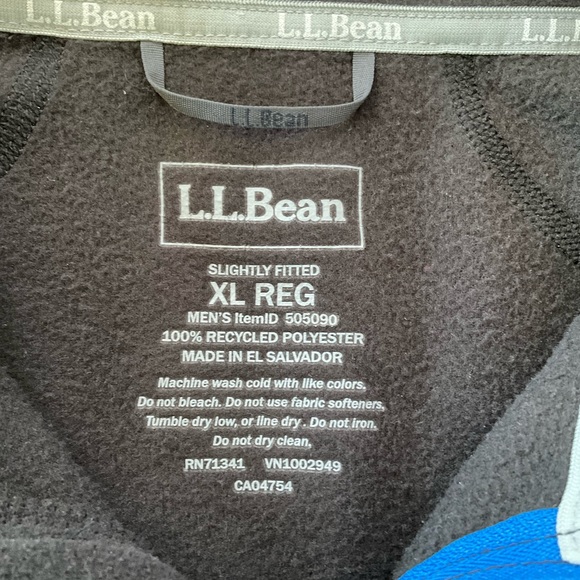 L.L.Bean L.L.Bean L.L.
L.L.Bean
L.L.Bean
SLIGHTLY FITTED
XL REG
MEN'S ItemID 505090
100% RECYCLED POLYESTER
MADE IN EL SALVADOR
Machine wash cold with like colors.
Do not bleach. Do not use fabric softeners.
Tumble dry low, or line dry. Do not iron.
Do not dry clean.
RN71341 VN1002949
CA04754